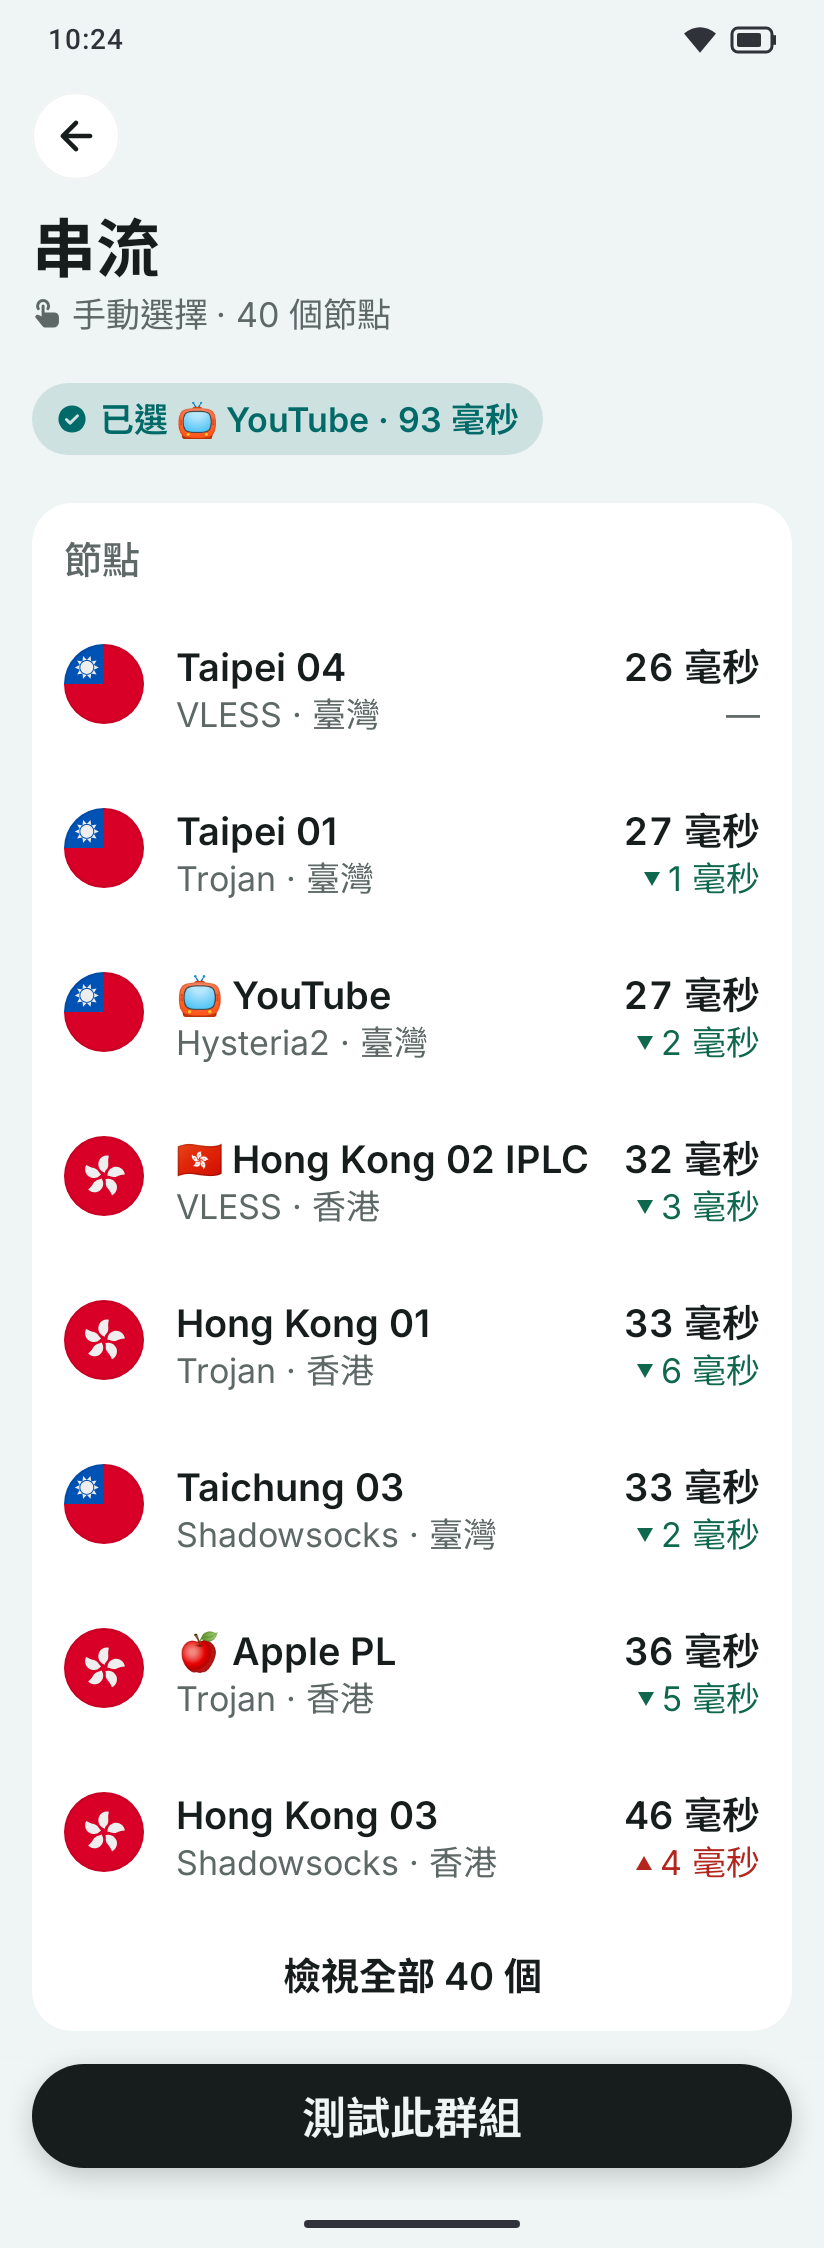 10:24
串流
手動選擇 · 40 個節點
已選 📺 YouTube · 93 毫秒
節點
Taipei 04
26 毫秒
VLESS · 臺灣
—
Taipei 01
27 毫秒
Trojan · 臺灣
▼1 毫秒
📺 YouTube
27 毫秒
Hysteria2 · 臺灣
▼2 毫秒
🇭🇰 Hong Kong 02 IPLC
32 毫秒
VLESS · 香港
▼3 毫秒
Hong Kong 01
33 毫秒
Trojan · 香港
▼6 毫秒
Taichung 03
33 毫秒
Shadowsocks · 臺灣
▼2 毫秒
🍎 Apple PL
36 毫秒
Trojan · 香港
▼5 毫秒
Hong Kong 03
46 毫秒
Shadowsocks · 香港
▲4 毫秒
檢視全部 40 個
測試此群組